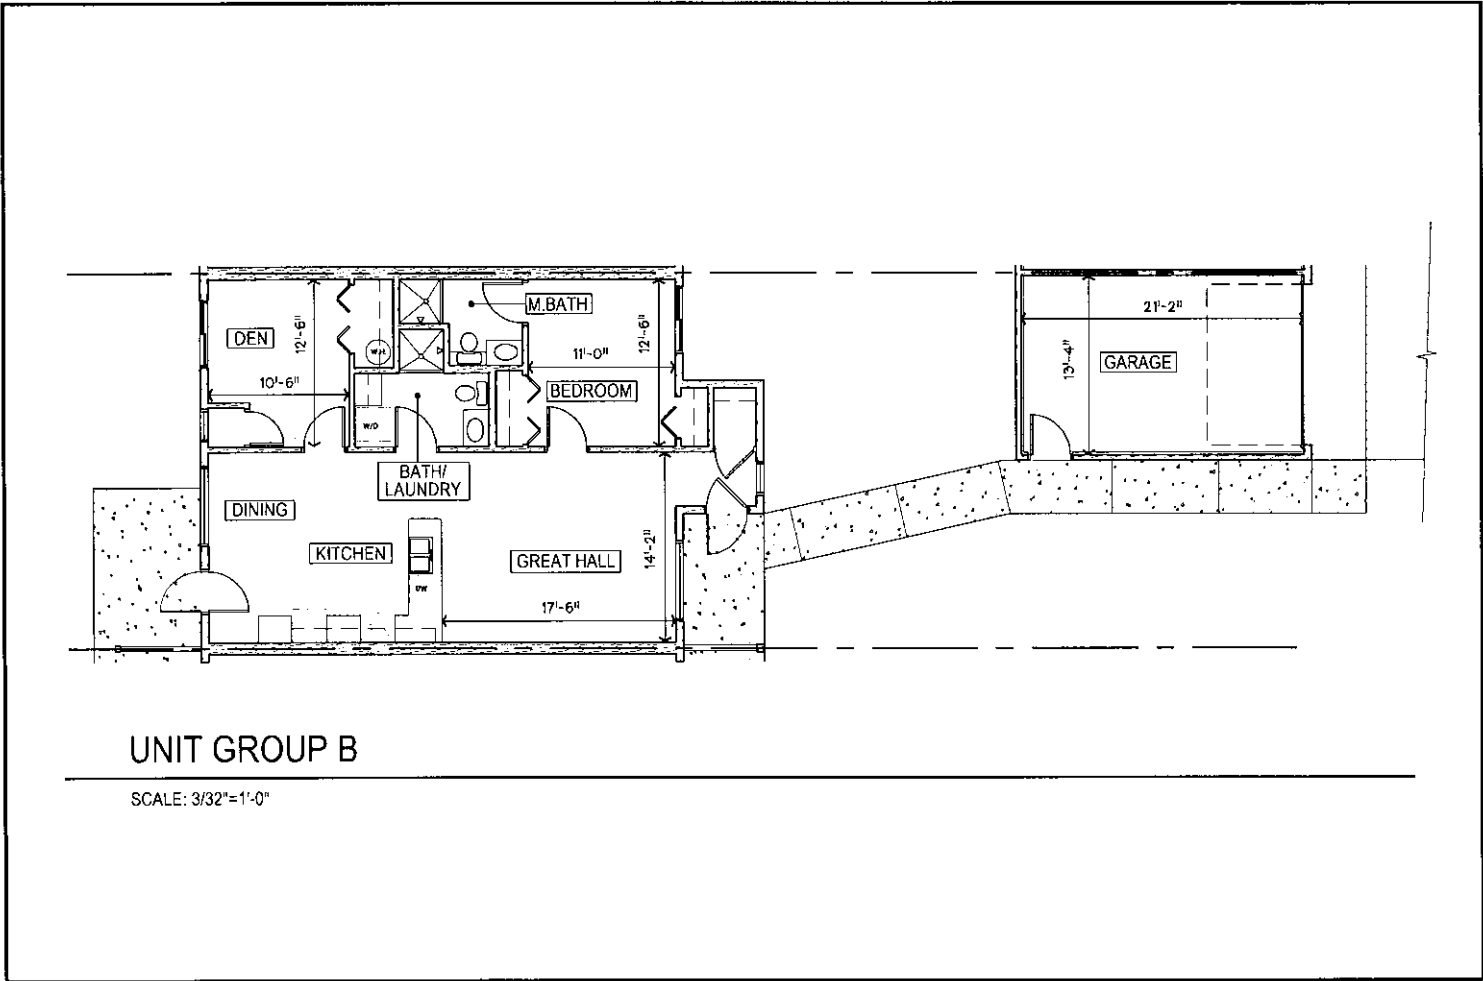 M.BATH
21'-2"
DEN
12'-6"
12'-6"
W.H.
11'-0"
13'-4"
GARAGE
10'-6"
BEDROOM
W/D
BATH/
LAUNDRY
DINING
KITCHEN
GREAT HALL
14'-2"
DW
17'-6"
UNIT GROUP B
SCALE: 3/32"=1'-0"